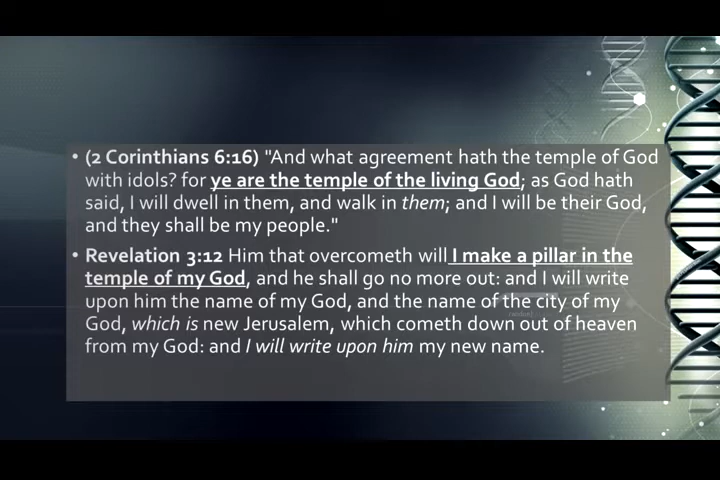 • (2 Corinthians 6:16) "And what agreement hath the temple of God
with idols? for ye are the temple of the living God; as God hath
said, I will dwell in them, and walk in them; and I will be their God,
and they shall be my people."
• Revelation 3:12 Him that overcometh will I make a pillar in the
temple of my God, and he shall go no more out: and I will write
upon him the name of my God, and the name of the city of my
God, which is new Jerusalem, which cometh down out of heaven
from my God: and I will write upon him my new name.